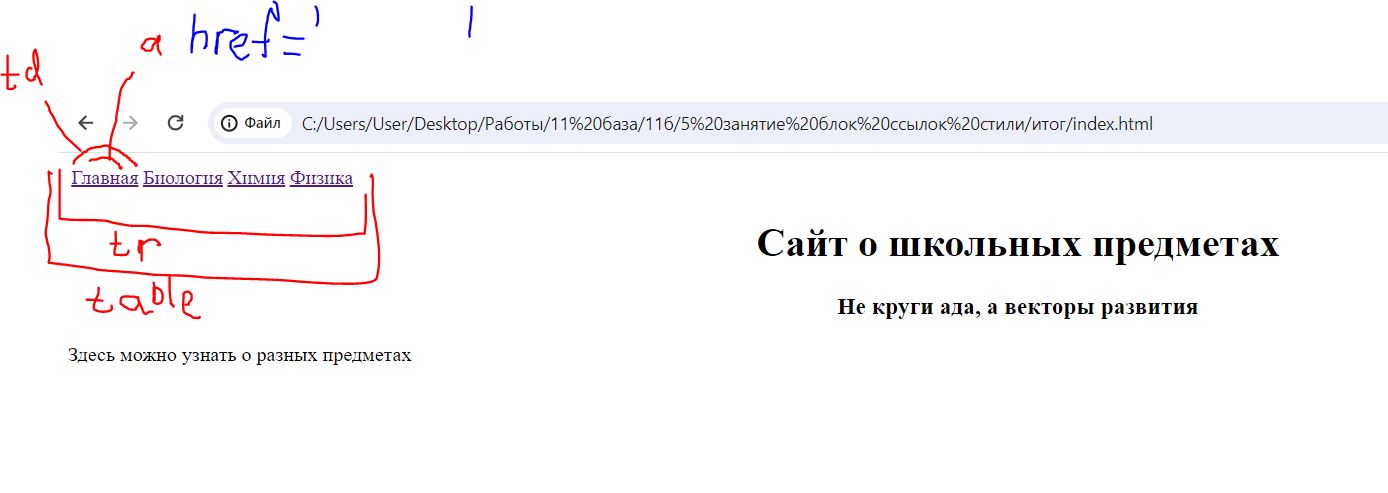 a href=' '
td
Файл C:/Users/User/Desktop/Работы/11%20база/11б/5%20занятие%20блок%20ссылок%20стили/итог/index.html
Главная Биология Химия Физика
tr
Сайт о школьных предметах
table
Не круги ада, а векторы развития
Здесь можно узнать о разных предметах